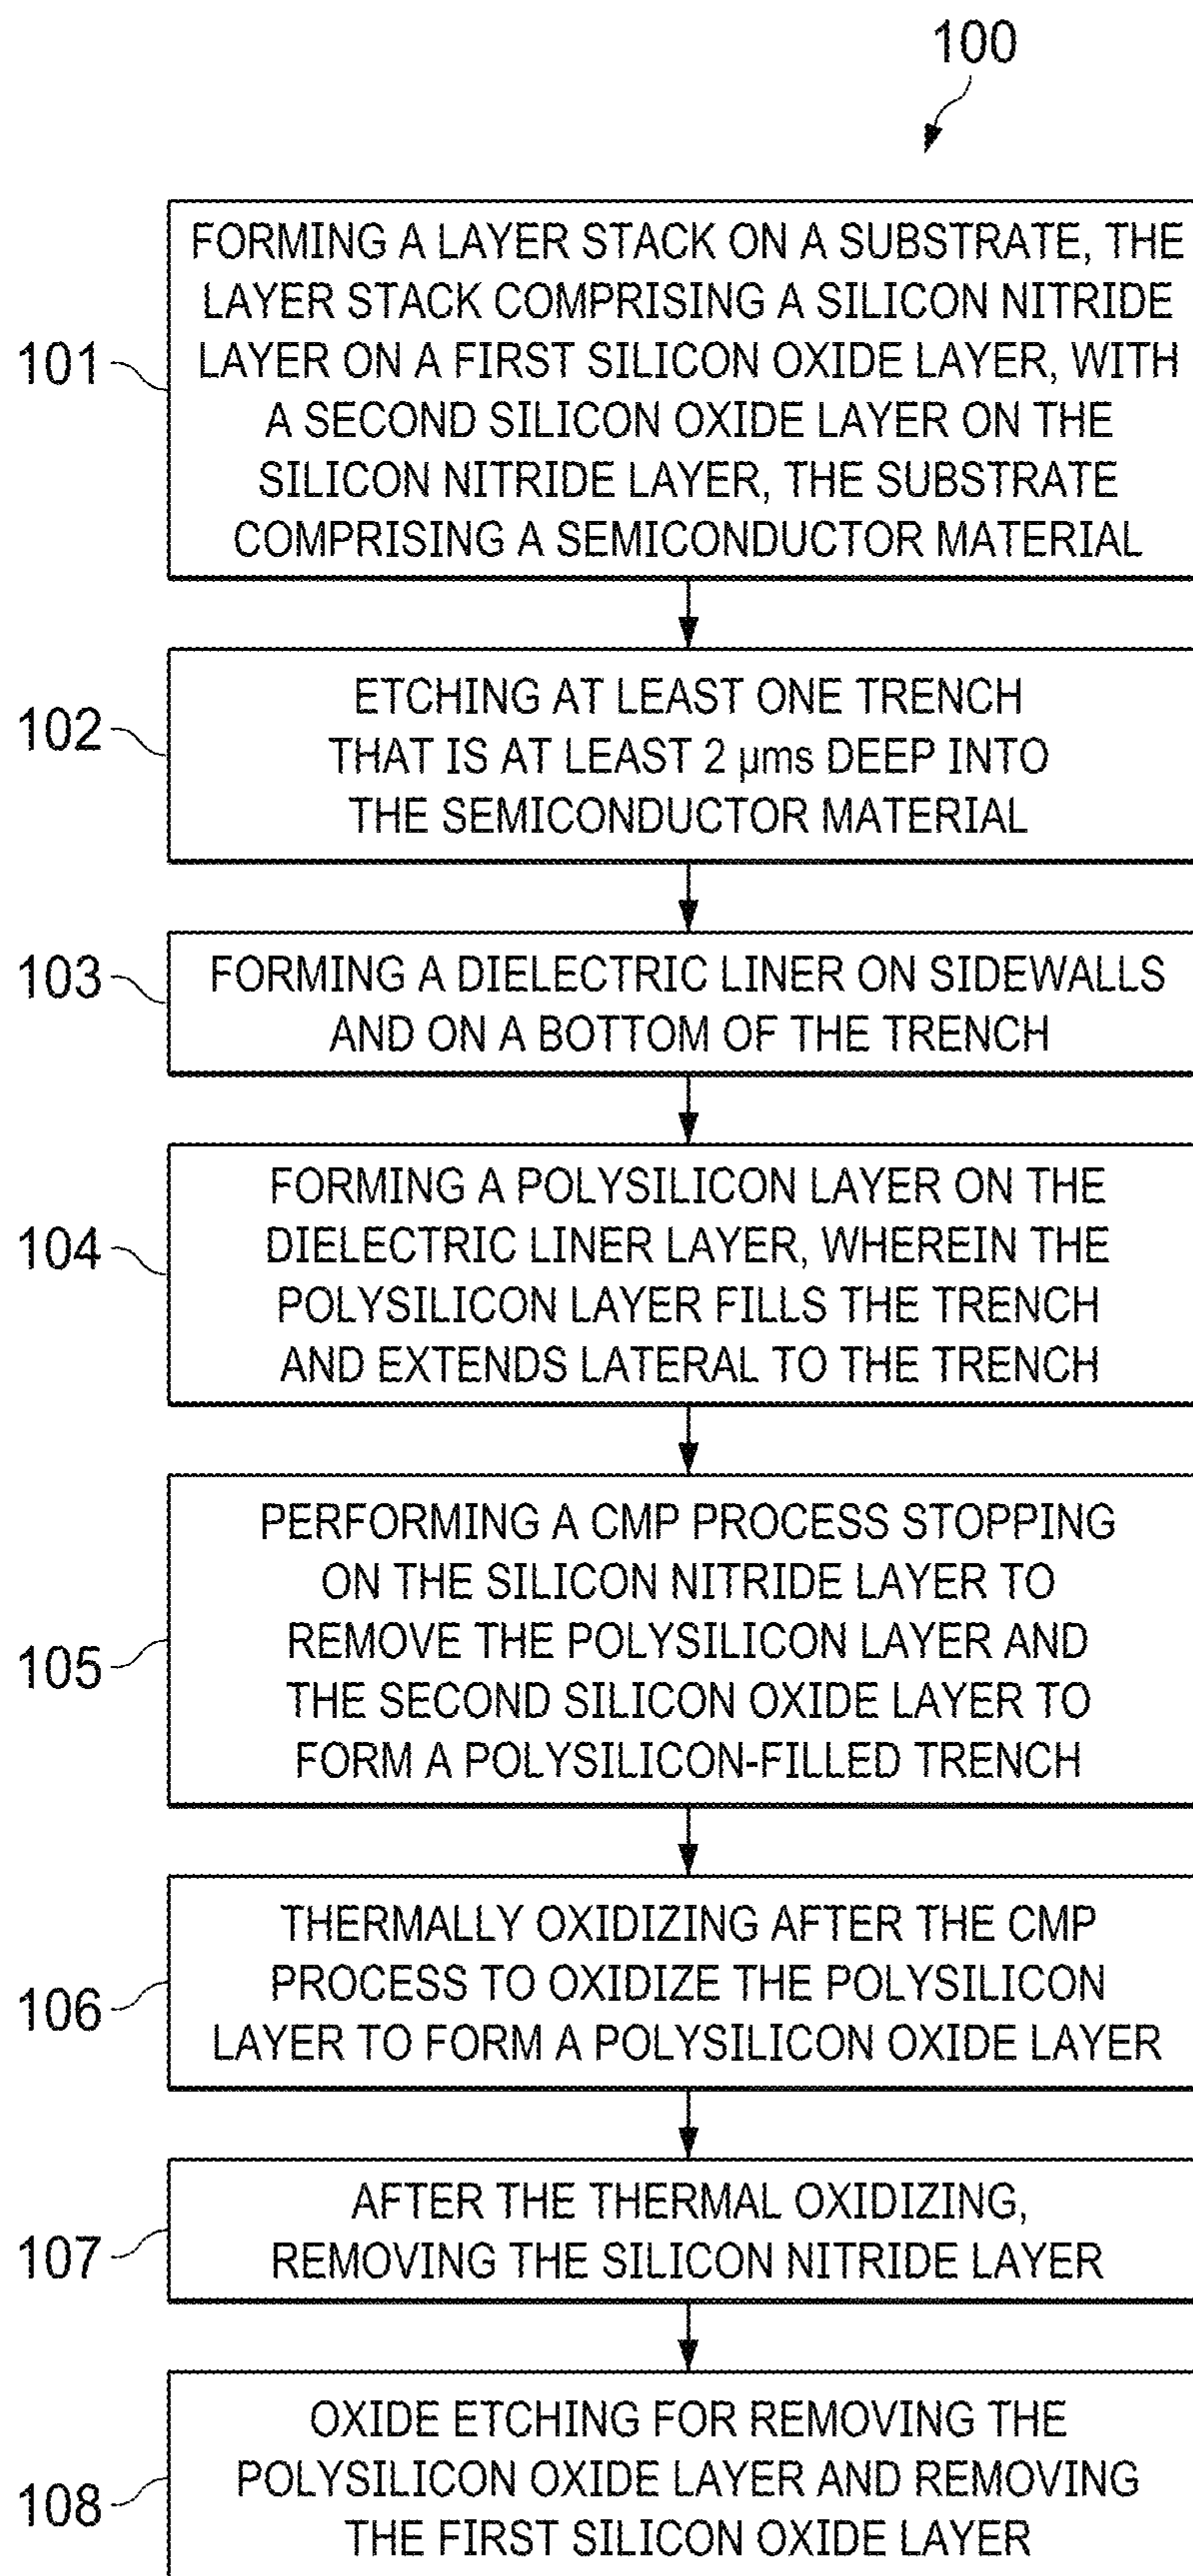 100
101
FORMING A LAYER STACK ON A SUBSTRATE, THE
LAYER STACK COMPRISING A SILICON NITRIDE
LAYER ON A FIRST SILICON OXIDE LAYER, WITH
A SECOND SILICON OXIDE LAYER ON THE
SILICON NITRIDE LAYER, THE SUBSTRATE
COMPRISING A SEMICONDUCTOR MATERIAL
102
ETCHING AT LEAST ONE TRENCH
THAT IS AT LEAST 2 µms DEEP INTO
THE SEMICONDUCTOR MATERIAL
103
FORMING A DIELECTRIC LINER ON SIDEWALLS
AND ON A BOTTOM OF THE TRENCH
104
FORMING A POLYSILICON LAYER ON THE
DIELECTRIC LINER LAYER, WHEREIN THE
POLYSILICON LAYER FILLS THE TRENCH
AND EXTENDS LATERAL TO THE TRENCH
105
PERFORMING A CMP PROCESS STOPPING
ON THE SILICON NITRIDE LAYER TO
REMOVE THE POLYSILICON LAYER AND
THE SECOND SILICON OXIDE LAYER TO
FORM A POLYSILICON-FILLED TRENCH
106
THERMALLY OXIDIZING AFTER THE CMP
PROCESS TO OXIDIZE THE POLYSILICON
LAYER TO FORM A POLYSILICON OXIDE LAYER
107
AFTER THE THERMAL OXIDIZING,
REMOVING THE SILICON NITRIDE LAYER
108
OXIDE ETCHING FOR REMOVING THE
POLYSILICON OXIDE LAYER AND REMOVING
THE FIRST SILICON OXIDE LAYER